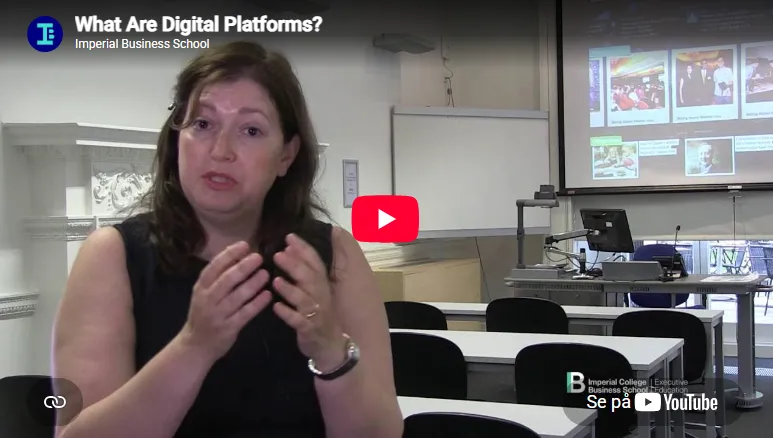 What Are Digital Platforms?
Imperial Business School
Imperial College
Business School
Executive
Education
Se på YouTube